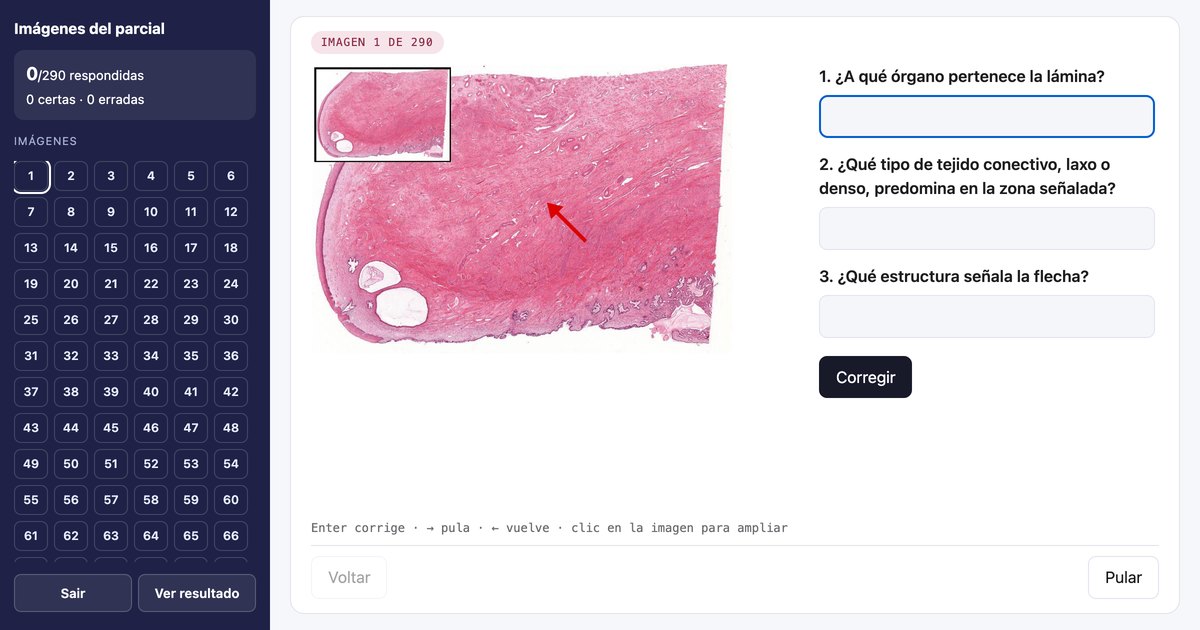 Imágenes del parcial
0/290 respondidas
0 certas · 0 erradas
IMÁGENES
1 2 3 4 5 6
7 8 9 10 11 12
13 14 15 16 17 18
19 20 21 22 23 24
25 26 27 28 29 30
31 32 33 34 35 36
37 38 39 40 41 42
43 44 45 46 47 48
49 50 51 52 53 54
55 56 57 58 59 60
61 62 63 64 65 66
Sair
Ver resultado
IMAGEN 1 DE 290
1. ¿A qué órgano pertenece la lámina?
2. ¿Qué tipo de tejido conectivo, laxo o
denso, predomina en la zona señalada?
3. ¿Qué estructura señala la flecha?
Corregir
Enter corrige · → pula · ← vuelve · clic en la imagen para ampliar
Voltar
Pular